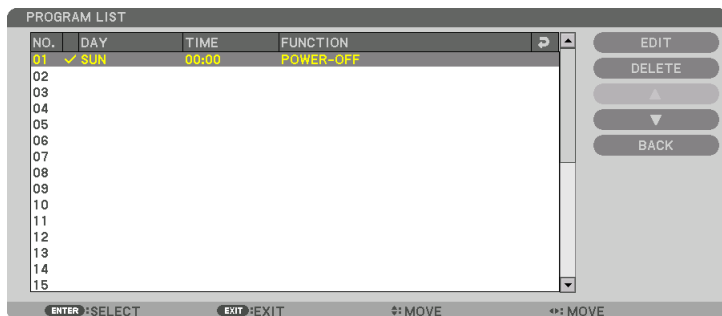 PROGRAM LIST
NO. DAY TIME FUNCTION
EDIT
01 ✓ SUN 00:00 POWER-OFF
DELETE
02
03
04
05
06
07
08
09
10
11
12
13
14
15
BACK
ENTER :SELECT EXIT :EXIT :MOVE :MOVE